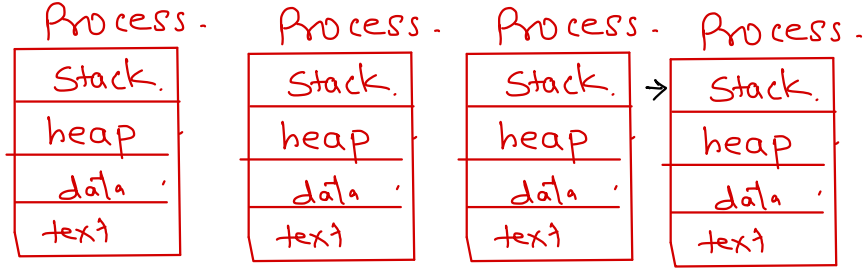 Process. Process. Process. Process.
Stack. Stack. Stack. → Stack.
heap heap heap heap
data data data data
text text text text